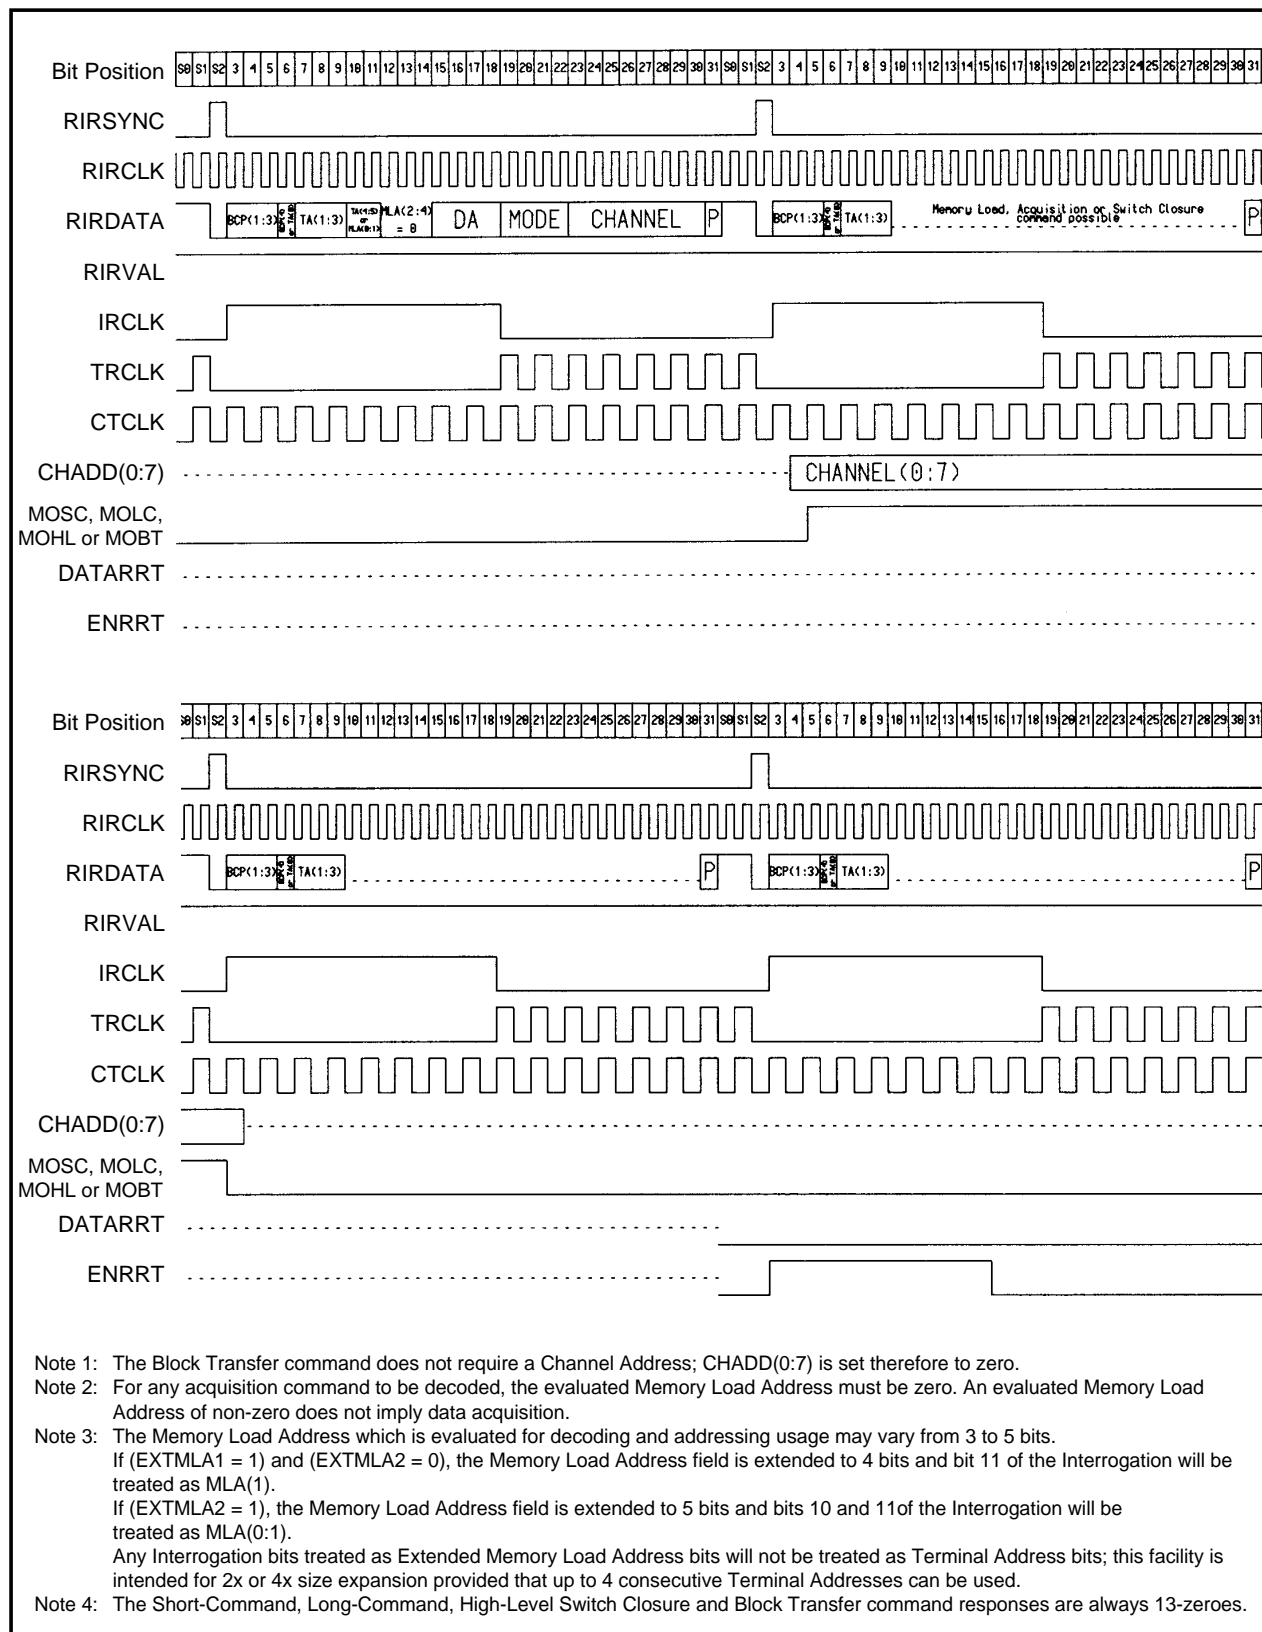 Bit Position S0 S1 S2 3 4 5 6 7 8 9 10 11 12 13 14 15 16 17 18 19 20 21 22 23 24 25 26 27 28 29 30 31 S0 S1 S2 3 4 5 6 7 8 9 10 11 12 13 14 15 16 17 18 19 20 21 22 23 24 25 26 27 28 29 30 31
RIRSYNC
RIRCLK
RIRDATA BCP(1:3) TA(1:3) MLA(2:4) = 0 DA MODE CHANNEL P BCP(1:3) TA(1:3) Memory Load, Acquisition or Switch Closure command possible P
RIRVAL
IRCLK
TRCLK
CTCLK
CHADD(0:7) CHANNEL(0:7)
MOSC, MOLC,
MOHL or MOBT
DATARRT
ENRRT
Bit Position S0 S1 S2 3 4 5 6 7 8 9 10 11 12 13 14 15 16 17 18 19 20 21 22 23 24 25 26 27 28 29 30 31 S0 S1 S2 3 4 5 6 7 8 9 10 11 12 13 14 15 16 17 18 19 20 21 22 23 24 25 26 27 28 29 30 31
RIRSYNC
RIRCLK
RIRDATA BCP(1:3) TA(1:3) P BCP(1:3) TA(1:3) P
RIRVAL
IRCLK
TRCLK
CTCLK
CHADD(0:7)
MOSC, MOLC,
MOHL or MOBT
DATARRT
ENRRT
Note 1: The Block Transfer command does not require a Channel Address; CHADD(0:7) is set therefore to zero.
Note 2: For any acquisition command to be decoded, the evaluated Memory Load Address must be zero. An evaluated Memory Load
Address of non-zero does not imply data acquisition.
Note 3: The Memory Load Address which is evaluated for decoding and addressing usage may vary from 3 to 5 bits.
If (EXTMLA1 = 1) and (EXTMLA2 = 0), the Memory Load Address field is extended to 4 bits and bit 11 of the Interrogation will be
treated as MLA(1).
If (EXTMLA2 = 1), the Memory Load Address field is extended to 5 bits and bits 10 and 11of the Interrogation will be
treated as MLA(0:1).
Any Interrogation bits treated as Extended Memory Load Address bits will not be treated as Terminal Address bits; this facility is
intended for 2x or 4x size expansion provided that up to 4 consecutive Terminal Addresses can be used.
Note 4: The Short-Command, Long-Command, High-Level Switch Closure and Block Transfer command responses are always 13-zeroes.